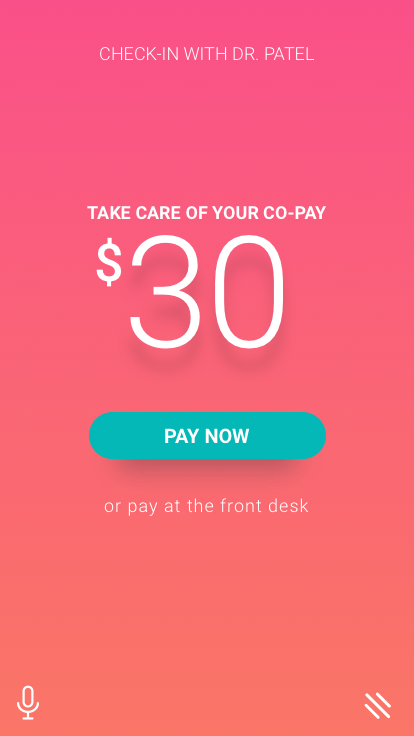 CHECK-IN WITH DR. PATEL
TAKE CARE OF YOUR CO-PAY
$30
PAY NOW
or pay at the front desk